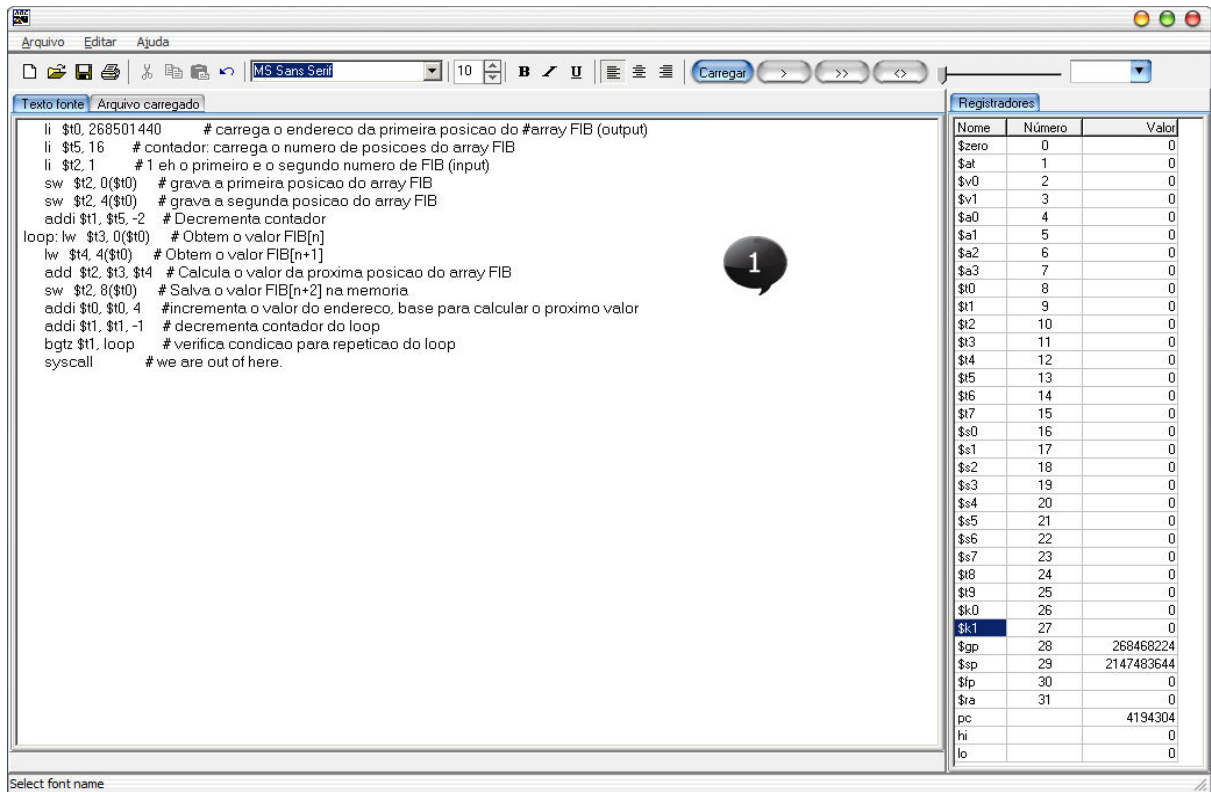 Arquivo Editar Ajuda
MS Sans Serif 10 B I U Carregar > >> <>
Texto fonte Arquivo carregado
li $t0, 268501440 # carrega o endereco da primeira posicao do #array FIB (output)
li $t5, 16 # contador: carrega o numero de posicoes do array FIB
li $t2, 1 # 1 eh o primeiro e o segundo numero de FIB (input)
sw $t2, 0($t0) # grava a primeira posicao do array FIB
sw $t2, 4($t0) # grava a segunda posicao do array FIB
addi $t1, $t5, -2 # Decrementa contador
loop: lw $t3, 0($t0) # Obtem o valor FIB[n]
lw $t4, 4($t0) # Obtem o valor FIB[n+1]
add $t2, $t3, $t4 # Calcula o valor da proxima posicao do array FIB
sw $t2, 8($t0) # Salva o valor FIB[n+2] na memoria
addi $t0, $t0, 4 #incrementa o valor do endereco, base para calcular o proximo valor
addi $t1, $t1, -1 # decrementa contador do loop
bgtz $t1, loop # verifica condicao para repeticao do loop
syscall # we are out of here.
1
Registradores
Nome Número Valor
$zero 0 0
$at 1 0
$v0 2 0
$v1 3 0
$a0 4 0
$a1 5 0
$a2 6 0
$a3 7 0
$t0 8 0
$t1 9 0
$t2 10 0
$t3 11 0
$t4 12 0
$t5 13 0
$t6 14 0
$t7 15 0
$s0 16 0
$s1 17 0
$s2 18 0
$s3 19 0
$s4 20 0
$s5 21 0
$s6 22 0
$s7 23 0
$t8 24 0
$t9 25 0
$k0 26 0
$k1 27 0
$gp 28 268468224
$sp 29 2147483644
$fp 30 0
$ra 31 0
pc 4194304
hi 0
lo 0
Select font name